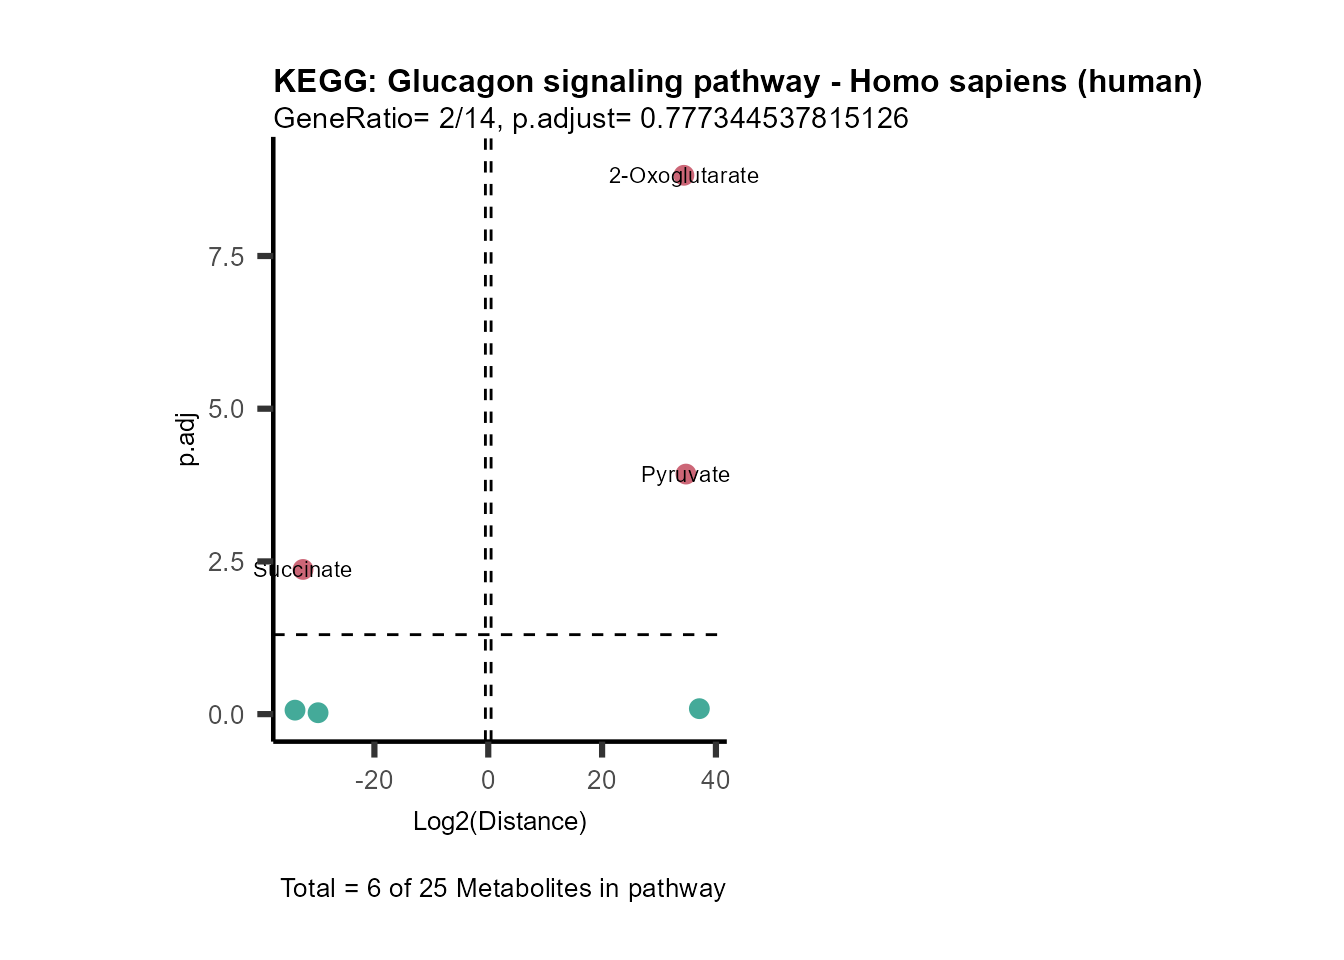 KEGG: Glucagon signaling pathway - Homo sapiens (human)
GeneRatio= 2/14, p.adjust= 0.777344537815126
2-Oxoglutarate
7.5
5.0
p.adj
Pyruvate
2.5
Succinate
0.0
-20 0 20 40
Log2(Distance)
Total = 6 of 25 Metabolites in pathway